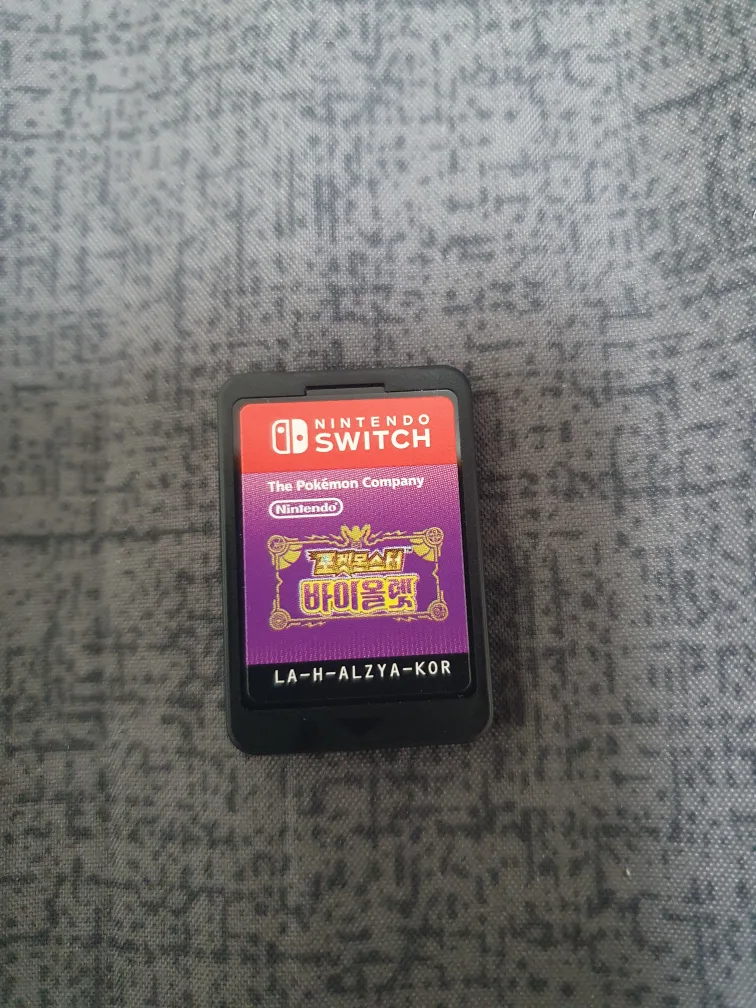 NINTENDO
SWITCH
The Pokémon Company
Nintendo
포켓몬스터
바이올렛
LA-H-ALZYA-KOR